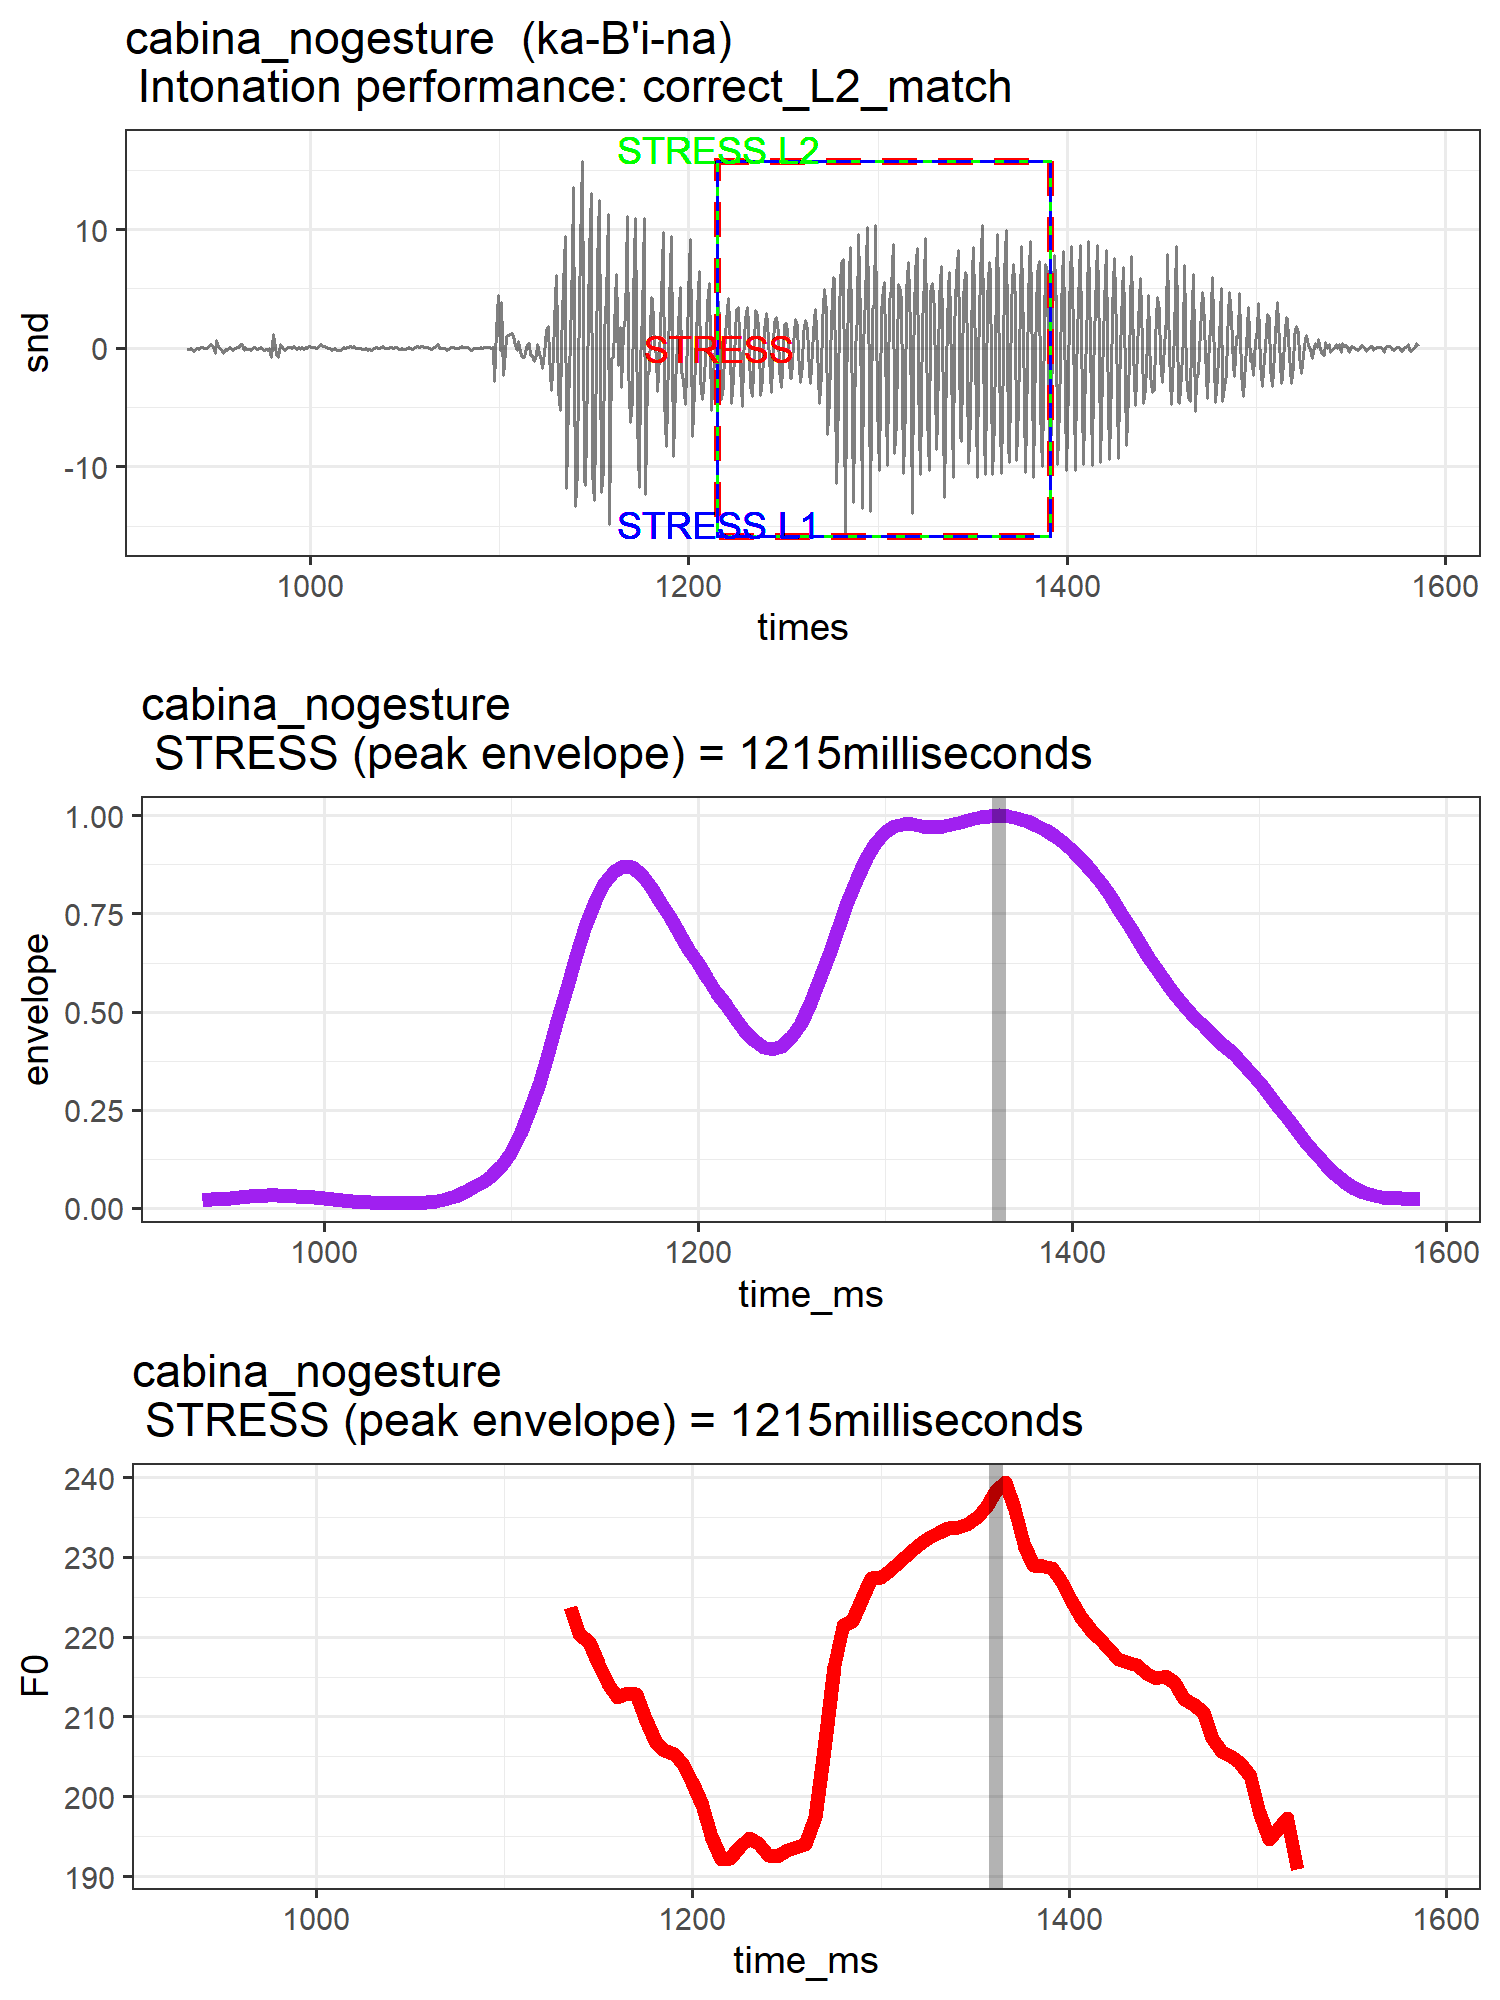 cabina_nogesture  (ka-B'i-na)
Intonation performance: correct_L2_match
STRESS L2
10
snd
0
STRESS
-10
STRESS L1
1000 1200 1400 1600
times
cabina_nogesture
STRESS (peak envelope) = 1215milliseconds
1.00
0.75
envelope
0.50
0.25
0.00
1000 1200 1400 1600
time_ms
cabina_nogesture
STRESS (peak envelope) = 1215milliseconds
240
230
220
F0
210
200
190
1000 1200 1400 1600
time_ms